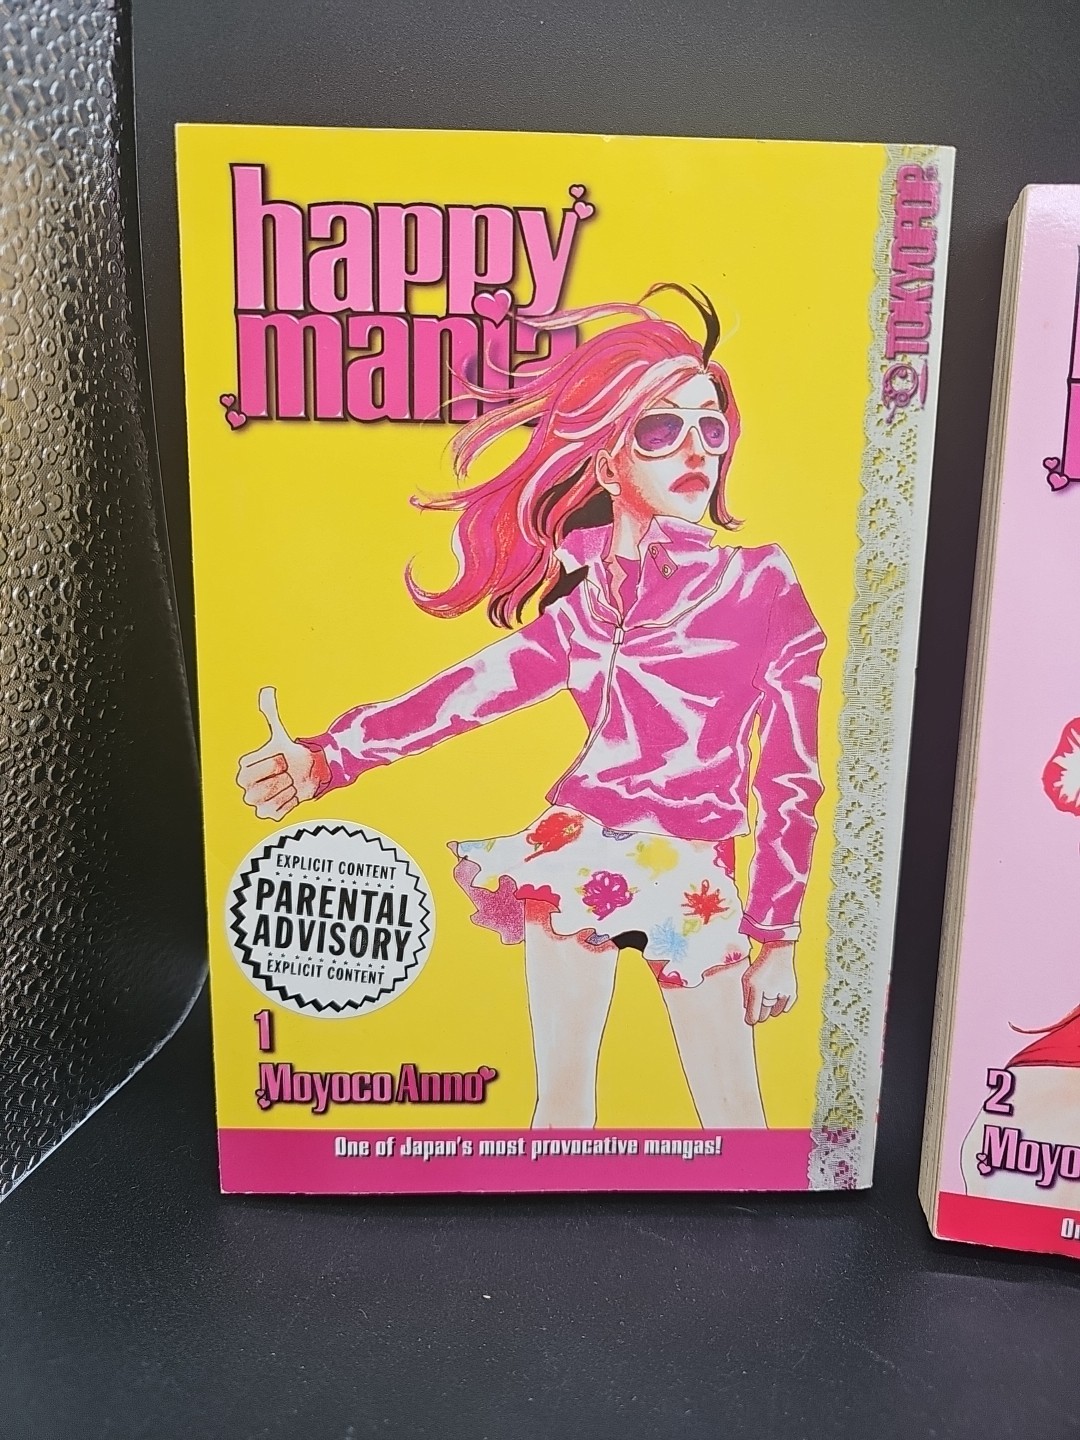 happy
mania
TOKYOPOP
EXPLICIT CONTENT
PARENTAL
ADVISORY
EXPLICIT CONTENT
1
Moyoco Anno
One of Japan's most provocative mangas!
2
Moyo